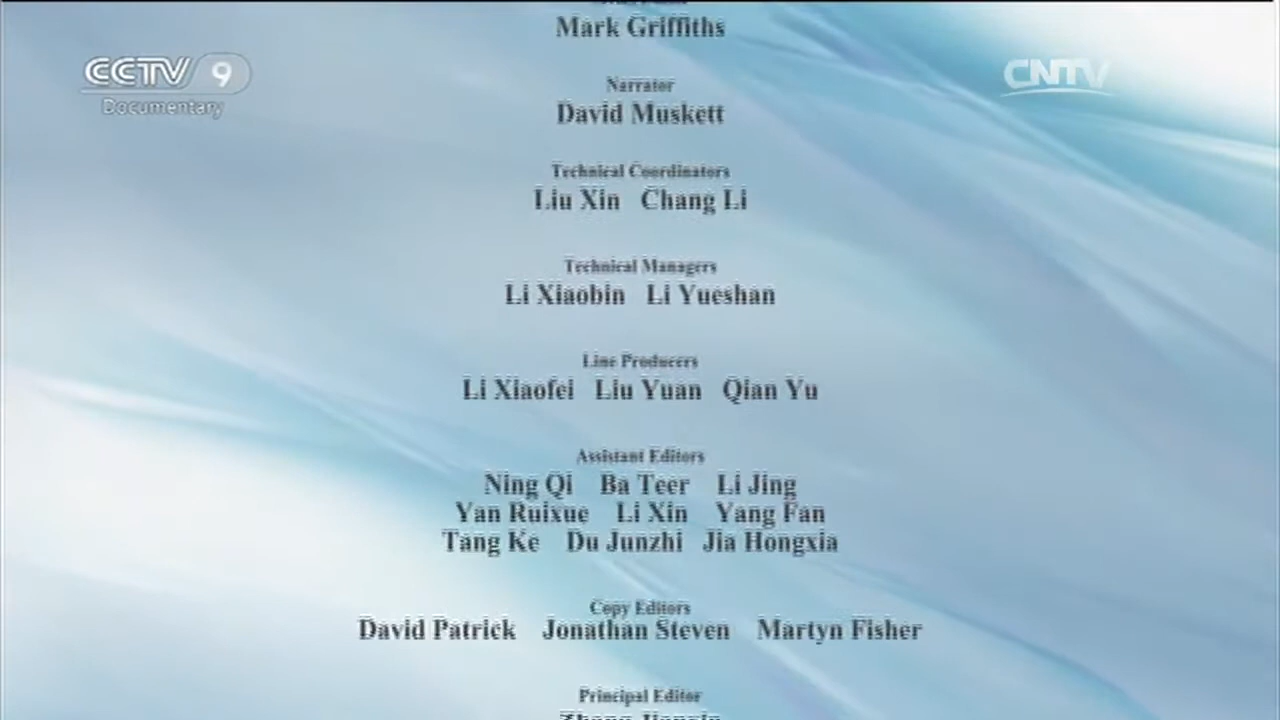 Mark Griffiths
CCTV 9
Documentary
CNTV
Narrator
David Muskett
Technical Coordinators
Liu Xin Chang Li
Technical Managers
Li Xiaobin Li Yueshan
Line Producers
Li Xiaofei Liu Yuan Qian Yu
Assistant Editors
Ning Qi Ba Teer Li Jing
Yan Ruixue Li Xin Yang Fan
Tang Ke Du Junzhi Jia Hongxia
Copy Editors
David Patrick Jonathan Steven Martyn Fisher
Principal Editor